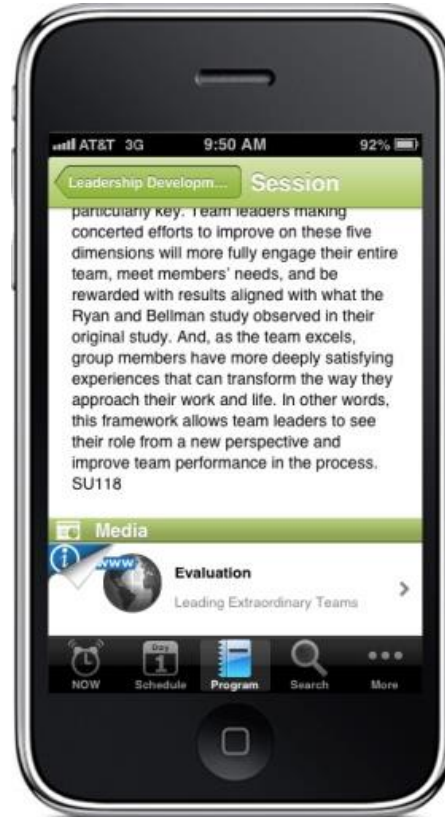 AT&T 3G 9:50 AM 92%
Leadership Developm... Session
particularly key. Team leaders making
concerted efforts to improve on these five
dimensions will more fully engage their entire
team, meet members' needs, and be
rewarded with results aligned with what the
Ryan and Bellman study observed in their
original study. And, as the team excels,
group members have more deeply satisfying
experiences that can transform the way they
approach their work and life. In other words,
this framework allows team leaders to see
their role from a new perspective and
improve team performance in the process.
SU118
Media
www
Evaluation
Leading Extraordinary Teams
Day
1
NOW Schedule Program Search More